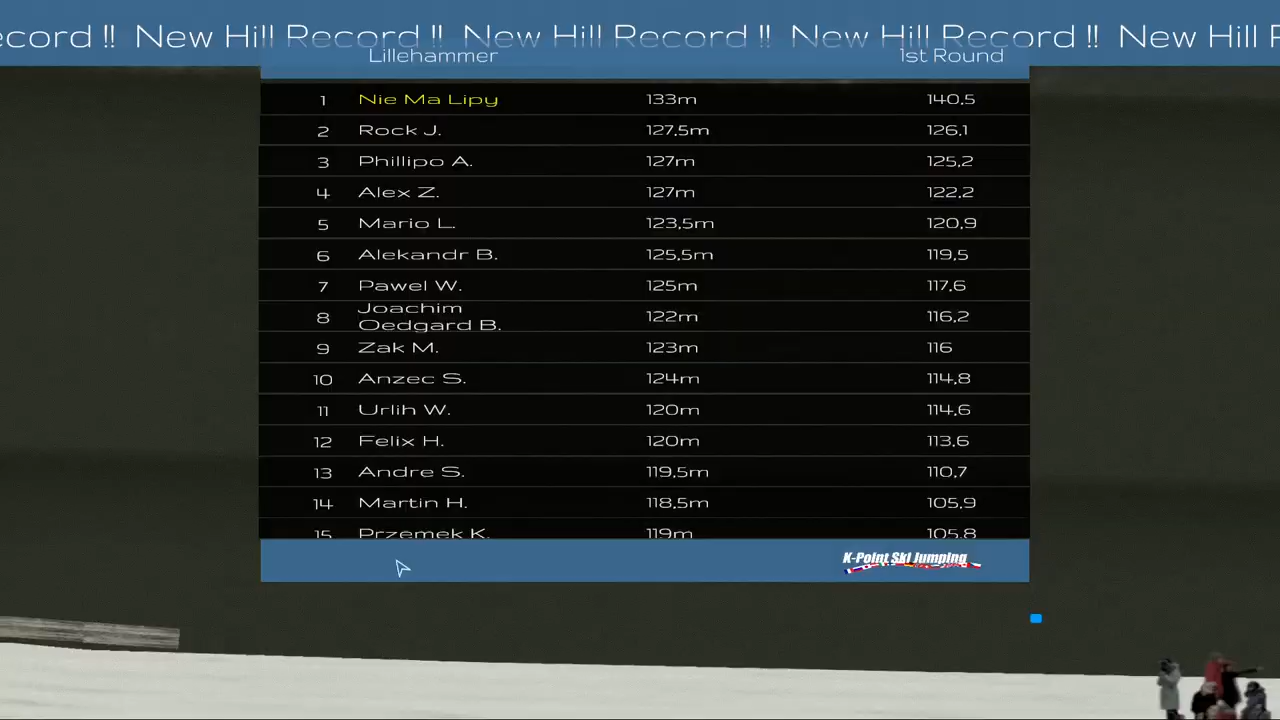 ecord !! New Hill Record !! New Hill Record !! New Hill Record !! New Hill R
Lillehammer 1st Round
1 Nie Ma Lipy 133m 140,5
2 Rock J. 127,5m 126,1
3 Phillipo A. 127m 125,2
4 Alex Z. 127m 122,2
5 Mario L. 123,5m 120,9
6 Alekandr B. 125,5m 119,5
7 Pawel W. 125m 117,6
8 Joachim Oedgard B. 122m 116,2
9 Zak M. 123m 116
10 Anzec S. 124m 114,8
11 Urlih W. 120m 114,6
12 Felix H. 120m 113,6
13 Andre S. 119,5m 110,7
14 Martin H. 118,5m 105,9
15 Przemek K. 119m 105,8
K-Point Ski Jumping